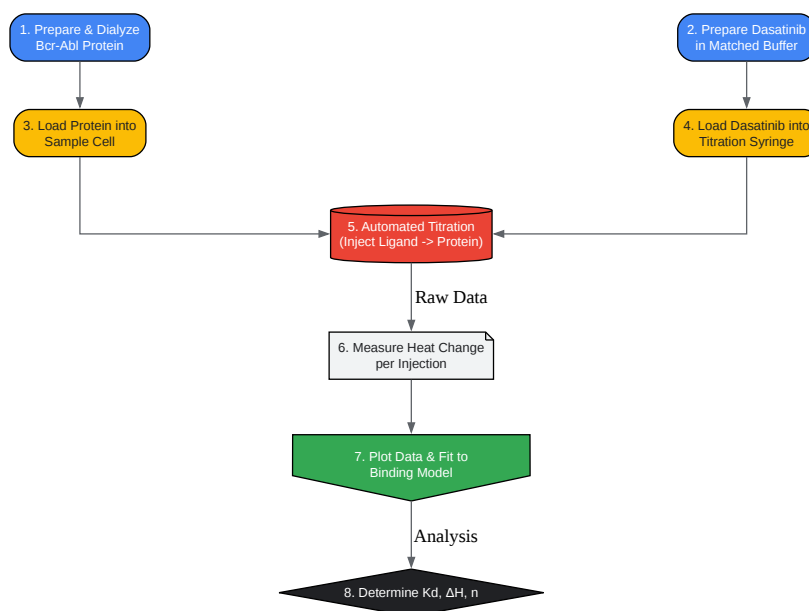 1. Prepare & Dialyze
Bcr-Abl Protein
2. Prepare Dasatinib
in Matched Buffer
3. Load Protein into
Sample Cell
4. Load Dasatinib into
Titration Syringe
5. Automated Titration
(Inject Ligand -> Protein)
Raw Data
6. Measure Heat Change
per Injection
7. Plot Data & Fit to
Binding Model
Analysis
8. Determine Kd, ΔH, n